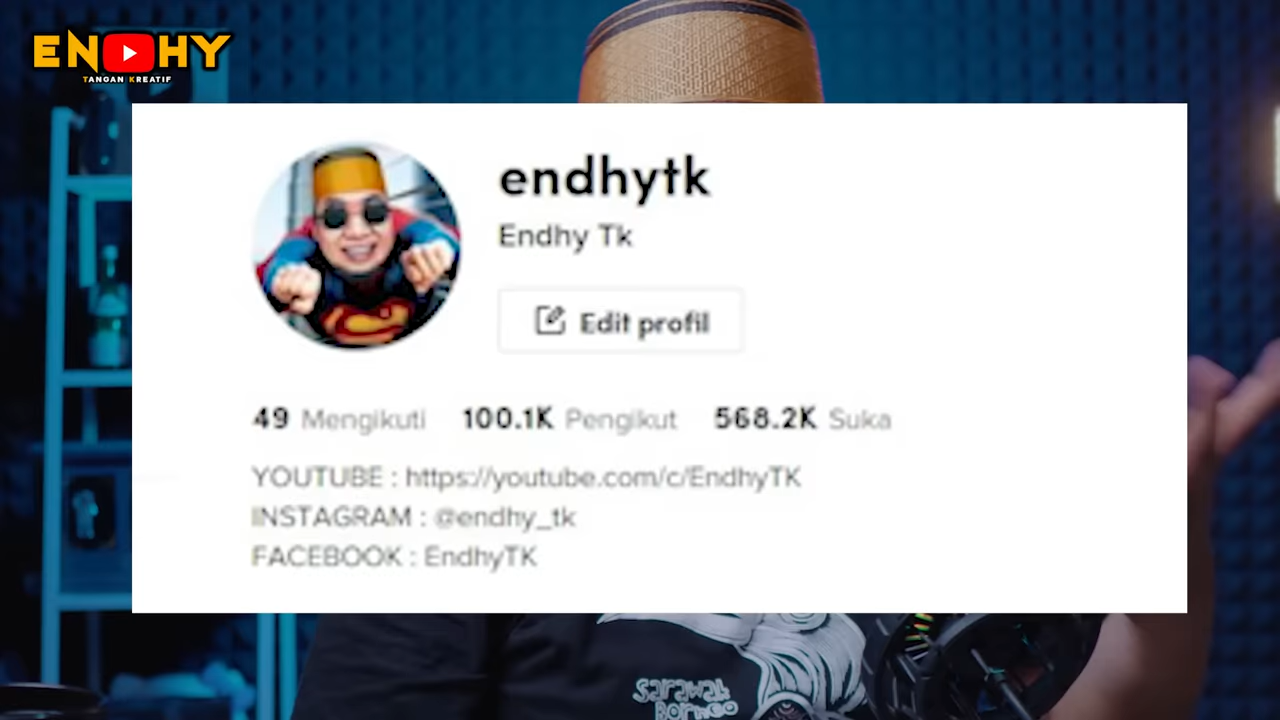 ENDHY
TANGAN KREATIF
endhytk
Endhy Tk
Edit profil
49 Mengikuti 100.1K Pengikut 568.2K Suka
YOUTUBE : https://youtube.com/c/EndhyTK
INSTAGRAM : @endhy_tk
FACEBOOK : EndhyTK
Sarawak
Borneo